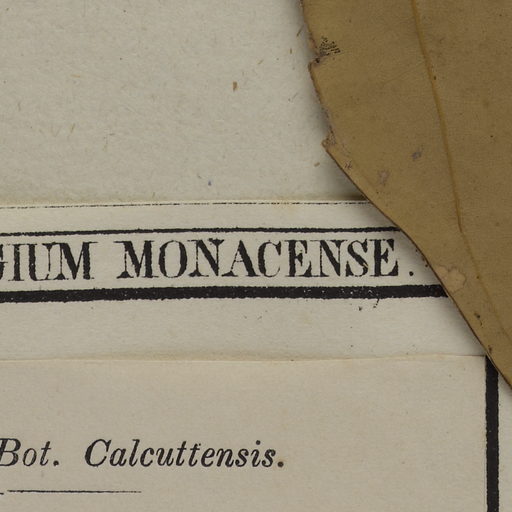 GIUM MONACENSE.
Bot. Calcuttensis.